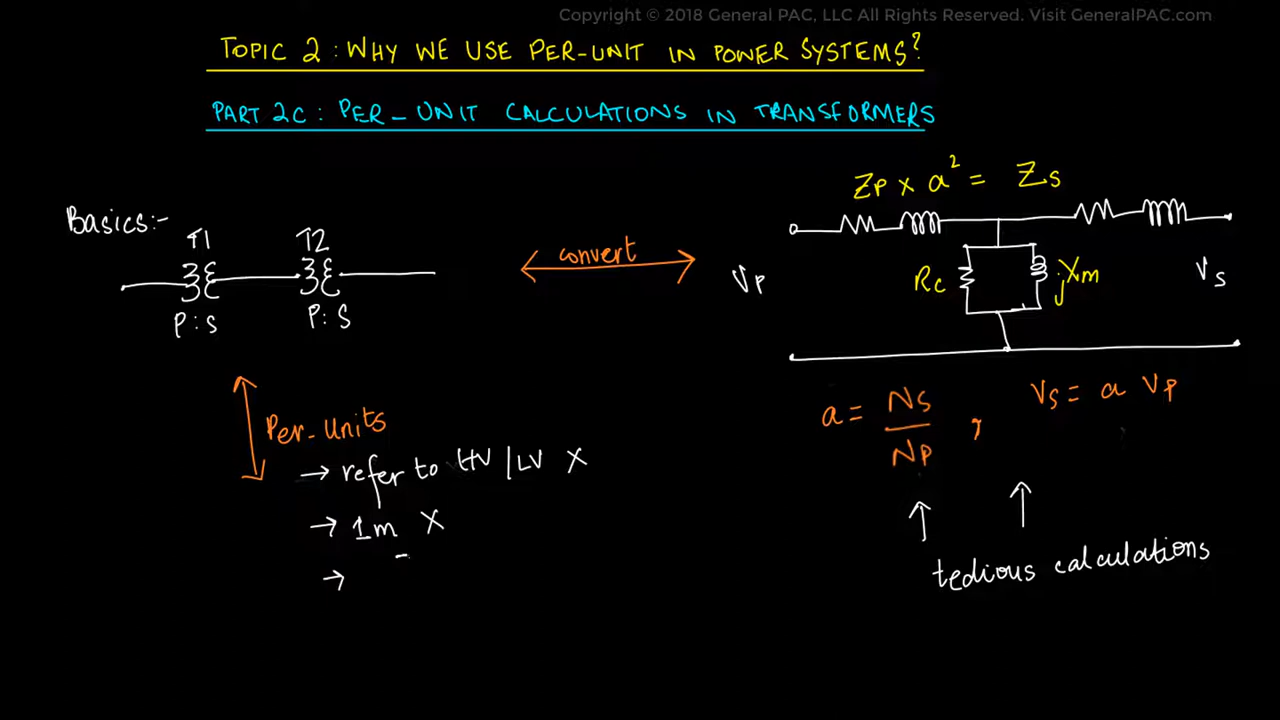 Copyright © 2018 General PAC, LLC All Rights Reserved. Visit GeneralPAC.com
TOPIC 2 : WHY WE USE PER-UNIT IN POWER SYSTEMS?
PART 2C : PER-UNIT CALCULATIONS IN TRANSFORMERS
Zp x a² = Zs
Basics:-
T1 T2
convert
Vp Rc jXm Vs
P : S P : S
a = Ns / Np , Vs = a Vp
Per-Units
→ refer to HV | LV X
→ 1m X
→
tedious calculations